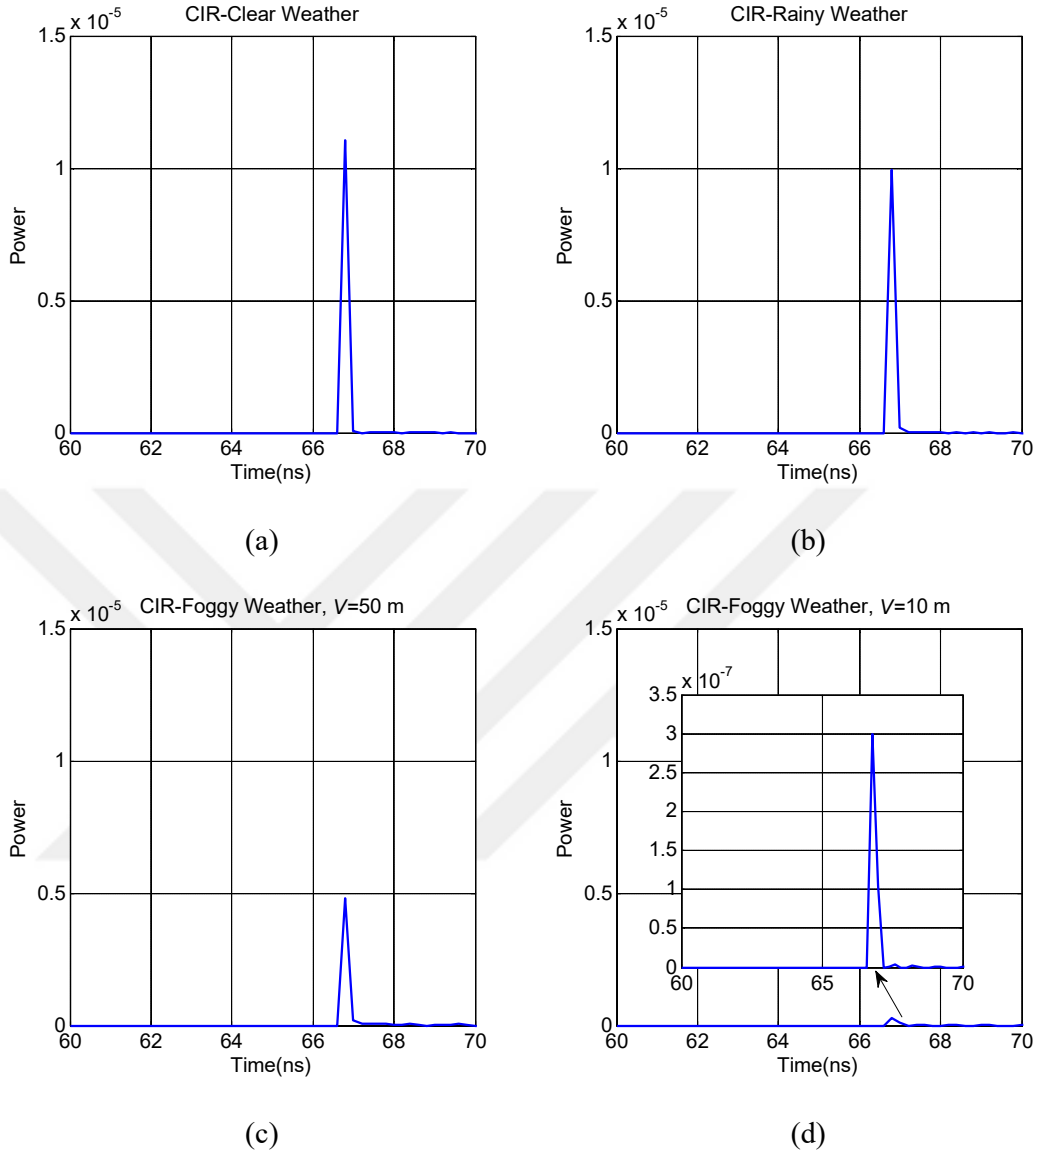 CIR-Clear Weather
x 10^-5
1.5
1
0.5
0
60 62 64 66 68 70
Power
Time(ns)
(a)
CIR-Rainy Weather
x 10^-5
1.5
1
0.5
0
60 62 64 66 68 70
Power
Time(ns)
(b)
CIR-Foggy Weather, V=50 m
x 10^-5
1.5
1
0.5
0
60 62 64 66 68 70
Power
Time(ns)
(c)
CIR-Foggy Weather, V=10 m
x 10^-5
1.5
1
0.5
0
60 62 64 66 68 70
Power
Time(ns)
x 10^-7
3.5
3
2.5
2
1.5
1
0.5
0
60 65 70
(d)